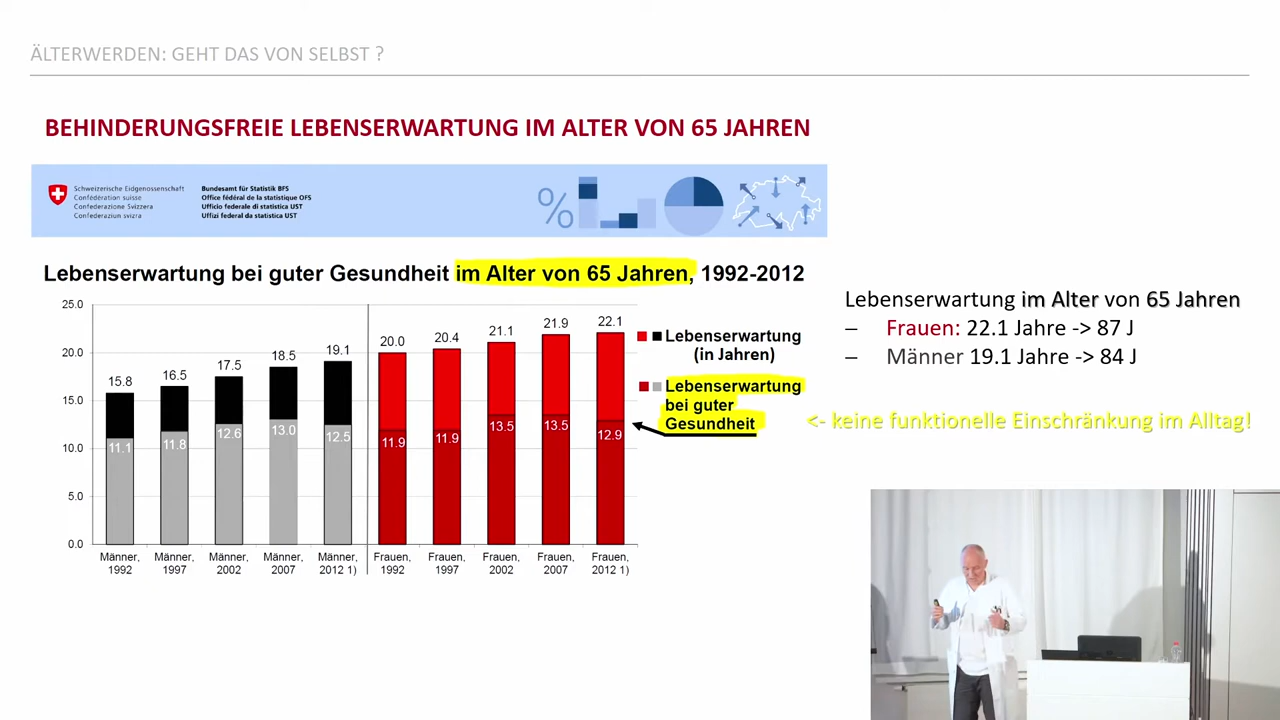 ÄLTERWERDEN: GEHT DAS VON SELBST ?
BEHINDERUNGSFREIE LEBENSERWARTUNG IM ALTER VON 65 JAHREN
Schweizerische Eidgenossenschaft
Confédération suisse
Confederazione Svizzera
Confederaziun svizra
Bundesamt für Statistik BFS
Office fédéral de la statistique OFS
Ufficio federale di statistica UST
Uffizi federal da statistica UST
%
Lebenserwartung bei guter Gesundheit im Alter von 65 Jahren, 1992-2012
25.0
20.0
15.0
10.0
5.0
0.0
15.8
16.5
17.5
18.5
19.1
20.0
20.4
21.1
21.9
22.1
11.1
11.8
12.6
13.0
12.5
11.9
11.9
13.5
13.5
12.9
Männer, 1992
Männer, 1997
Männer, 2002
Männer, 2007
Männer, 2012 1)
Frauen, 1992
Frauen, 1997
Frauen, 2002
Frauen, 2007
Frauen, 2012 1)
Lebenserwartung
(in Jahren)
Lebenserwartung
bei guter
Gesundheit
Lebenserwartung im Alter von 65 Jahren
– Frauen: 22.1 Jahre -> 87 J
– Männer 19.1 Jahre -> 84 J
<- keine funktionelle Einschränkung im Alltag!